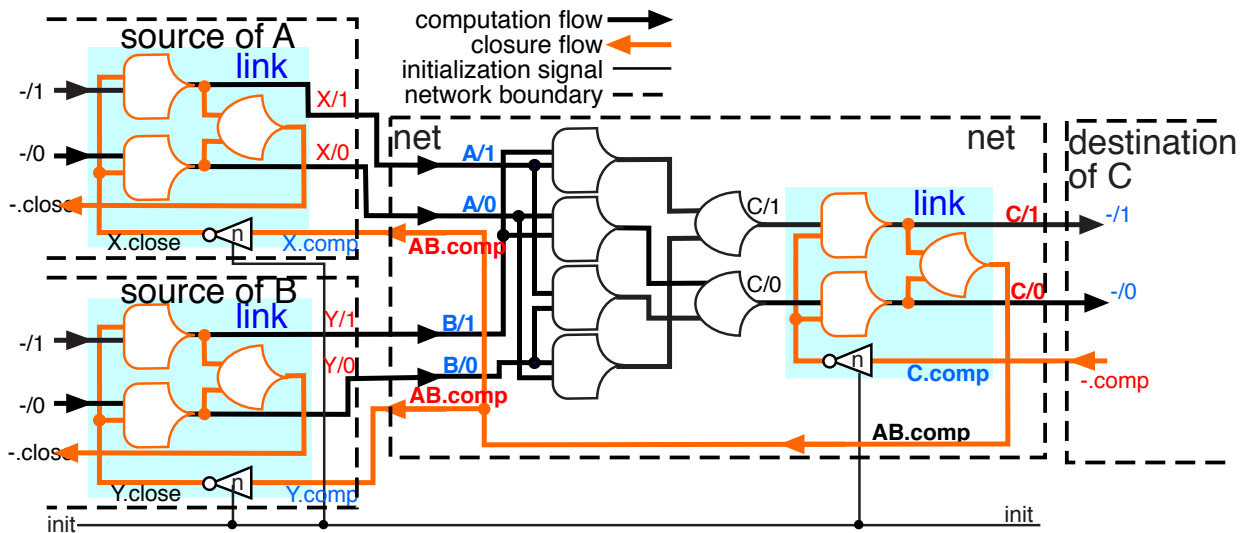 computation flow
closure flow
initialization signal
network boundary
source of A
link
-/1
X/1
-/0
X/0
-.close
X.close
n
X.comp
net
net
A/1
A/0
AB.comp
C/1
C/0
link
C/1
C/0
destination
of C
-/1
-/0
n
C.comp
-.comp
AB.comp
source of B
link
-/1
Y/1
Y/0
-/0
B/1
B/0
AB.comp
-.close
Y.close
n
Y.comp
init
init